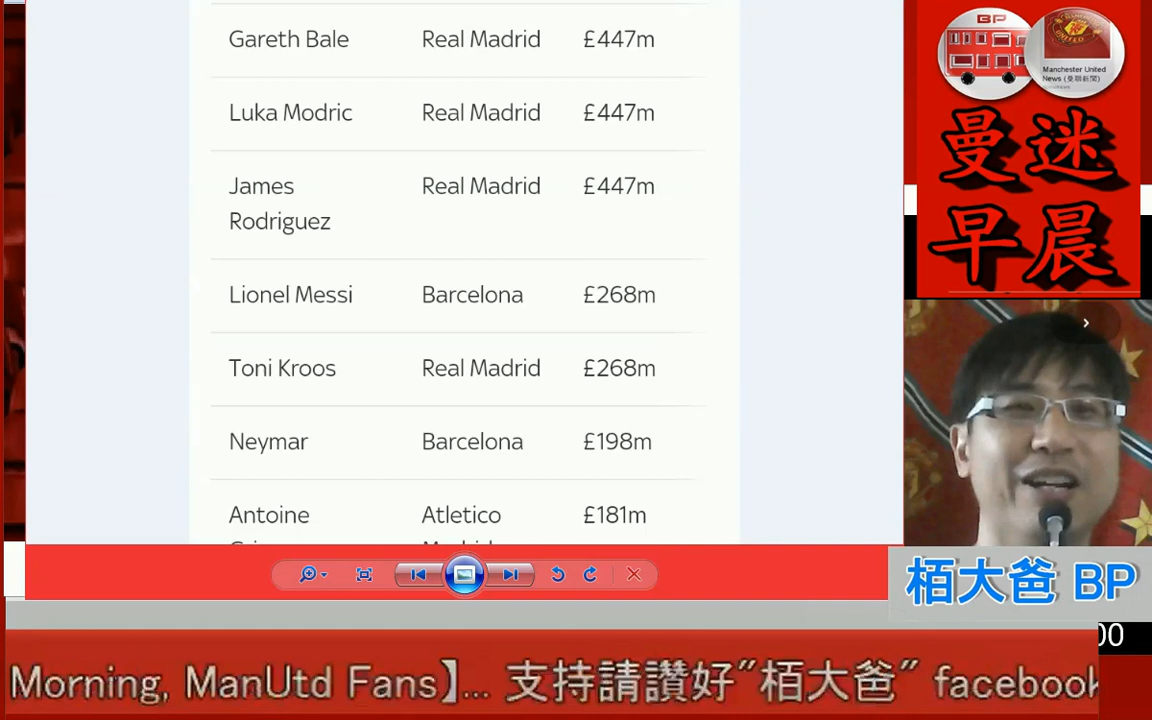 Gareth Bale Real Madrid £447m
Luka Modric Real Madrid £447m
James Rodriguez Real Madrid £447m
Lionel Messi Barcelona £268m
Toni Kroos Real Madrid £268m
Neymar Barcelona £198m
Antoine Atletico £181m
BP
Manchester United
News (曼聯新聞)
曼迷
早晨
栢大爸 BP
00
Morning, ManUtd Fans】... 支持請讚好"栢大爸" facebook